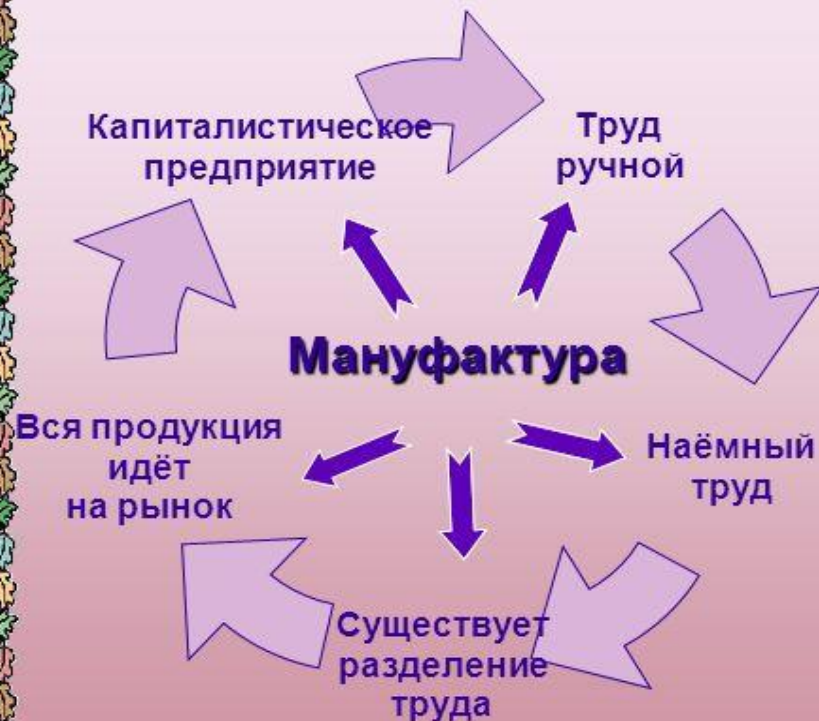 Капиталистическое
предприятие
Труд
ручной
Мануфактура
Вся продукция
идёт
на рынок
Наёмный
труд
Существует
разделение
труда